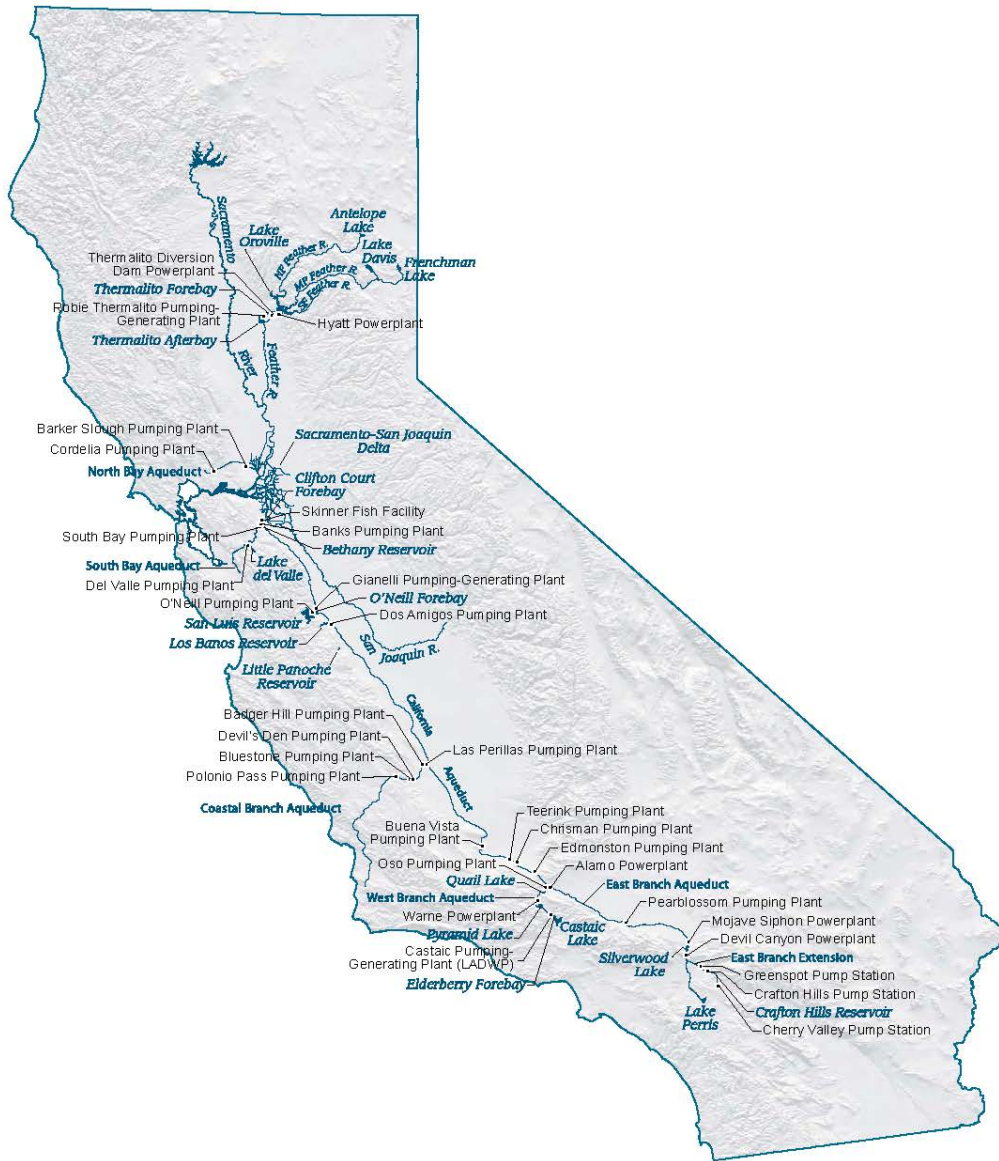 Sacramento
River
Lake
Oroville
NF Feather R.
Antelope
Lake
Lake
Davis
MF Feather R.
SF Feather R.
Frenchman
Lake
Thermalito Diversion
Dam Powerplant
Thermalito Forebay
Robie Thermalito Pumping-
Generating Plant
Hyatt Powerplant
Thermalito Afterbay
Feather R.
Barker Slough Pumping Plant
Sacramento-San Joaquin
Delta
Cordelia Pumping Plant
North Bay Aqueduct
Clifton Court
Forebay
Skinner Fish Facility
South Bay Pumping Plant
Banks Pumping Plant
Bethany Reservoir
South Bay Aqueduct
Lake
del Valle
Del Valle Pumping Plant
Gianelli Pumping-Generating Plant
O'Neill Pumping Plant
O'Neill Forebay
San Luis Reservoir
Dos Amigos Pumping Plant
Los Banos Reservoir
San
Joaquin R.
Little Panoche
Reservoir
California
Aqueduct
Badger Hill Pumping Plant
Devil's Den Pumping Plant
Las Perillas Pumping Plant
Bluestone Pumping Plant
Polonio Pass Pumping Plant
Coastal Branch Aqueduct
Teerink Pumping Plant
Buena Vista
Pumping Plant
Chrisman Pumping Plant
Edmonston Pumping Plant
Oso Pumping Plant
Alamo Powerplant
Quail Lake
East Branch Aqueduct
West Branch Aqueduct
Pearblossom Pumping Plant
Warne Powerplant
Mojave Siphon Powerplant
Pyramid Lake
Castaic
Lake
Devil Canyon Powerplant
Castaic Pumping-
Generating Plant (LADWP)
Silverwood
Lake
East Branch Extension
Greenspot Pump Station
Elderberry Forebay
Crafton Hills Pump Station
Crafton Hills Reservoir
Lake
Perris
Cherry Valley Pump Station